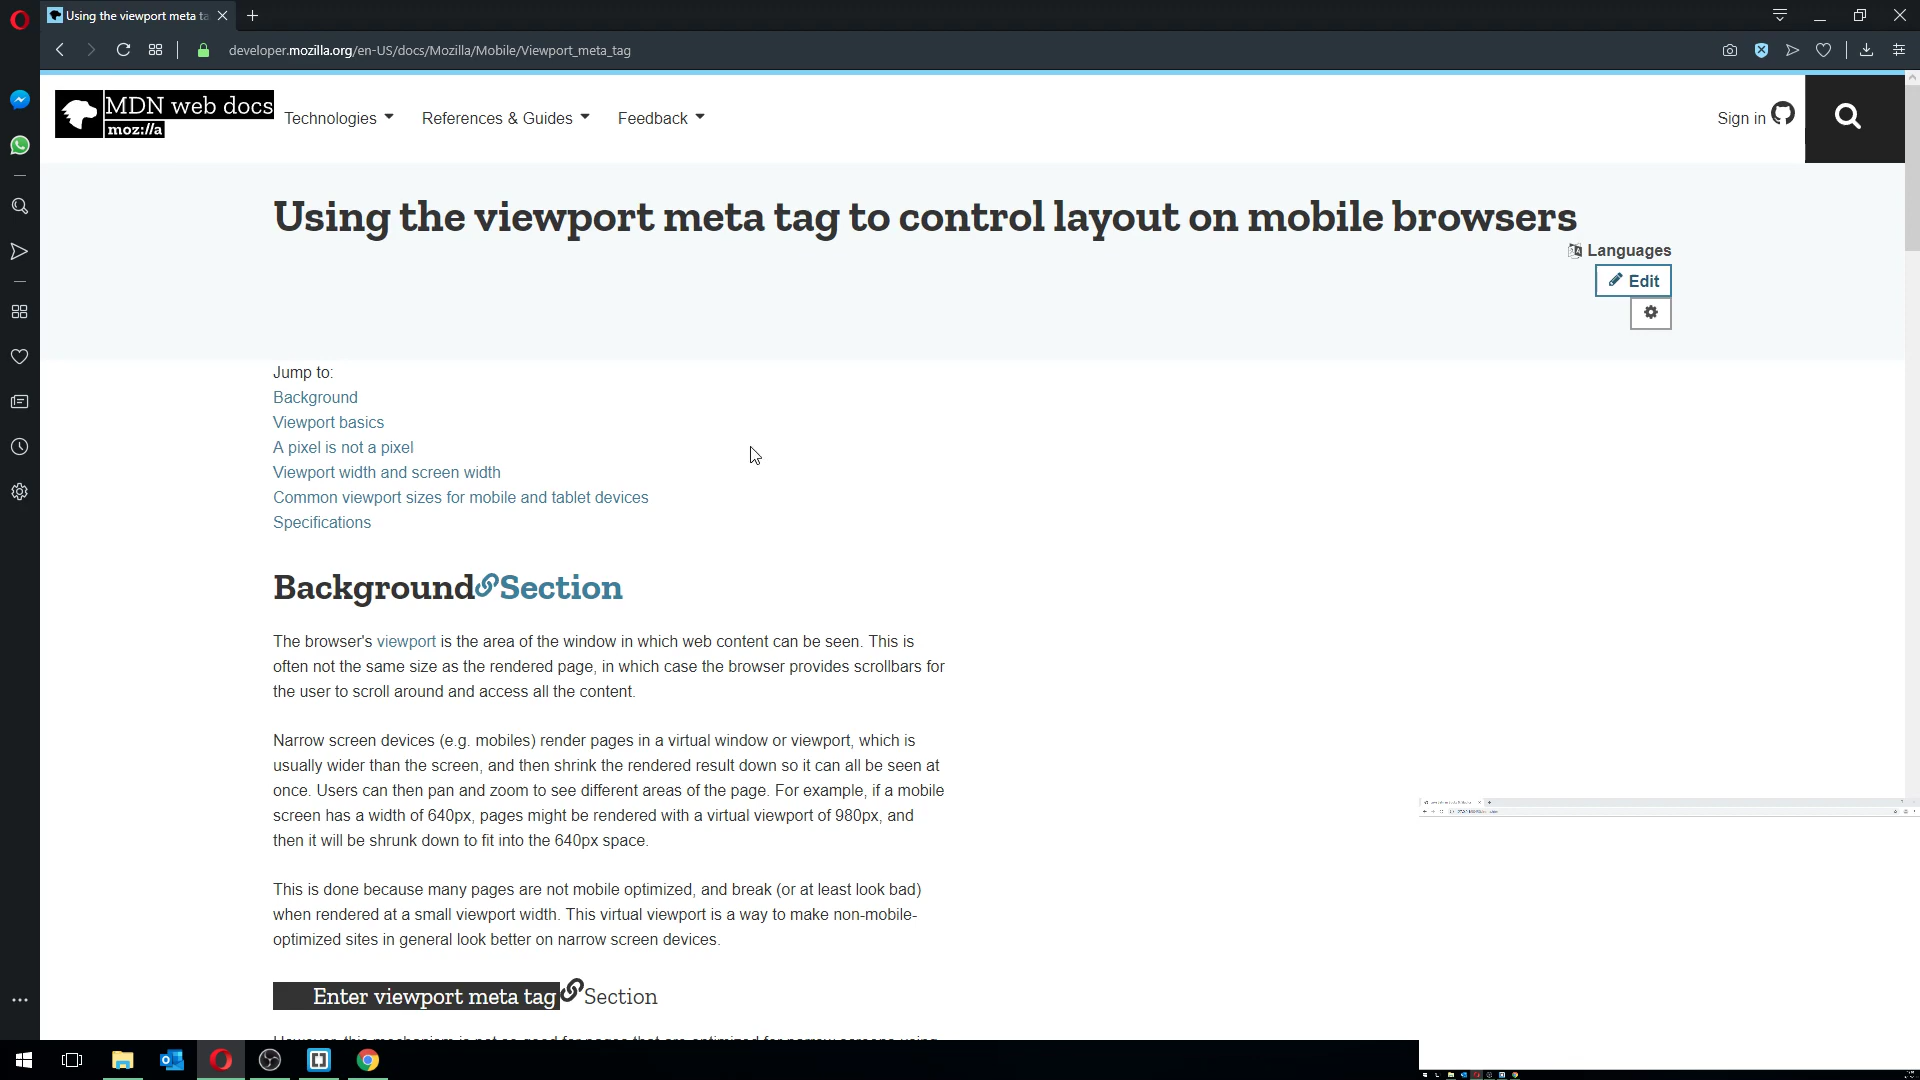 Using the viewport meta ta
developer.mozilla.org/en-US/docs/Mozilla/Mobile/Viewport_meta_tag
MDN web docs
moz://a
Technologies
References & Guides
Feedback
Sign in
Using the viewport meta tag to control layout on mobile browsers
Languages
Edit
Jump to:
Background
Viewport basics
A pixel is not a pixel
Viewport width and screen width
Common viewport sizes for mobile and tablet devices
Specifications
Background Section
The browser's viewport is the area of the window in which web content can be seen. This is
often not the same size as the rendered page, in which case the browser provides scrollbars for
the user to scroll around and access all the content.
Narrow screen devices (e.g. mobiles) render pages in a virtual window or viewport, which is
usually wider than the screen, and then shrink the rendered result down so it can all be seen at
once. Users can then pan and zoom to see different areas of the page. For example, if a mobile
screen has a width of 640px, pages might be rendered with a virtual viewport of 980px, and
then it will be shrunk down to fit into the 640px space.
This is done because many pages are not mobile optimized, and break (or at least look bad)
when rendered at a small viewport width. This virtual viewport is a way to make non-mobile-
optimized sites in general look better on narrow screen devices.
Enter viewport meta tag Section